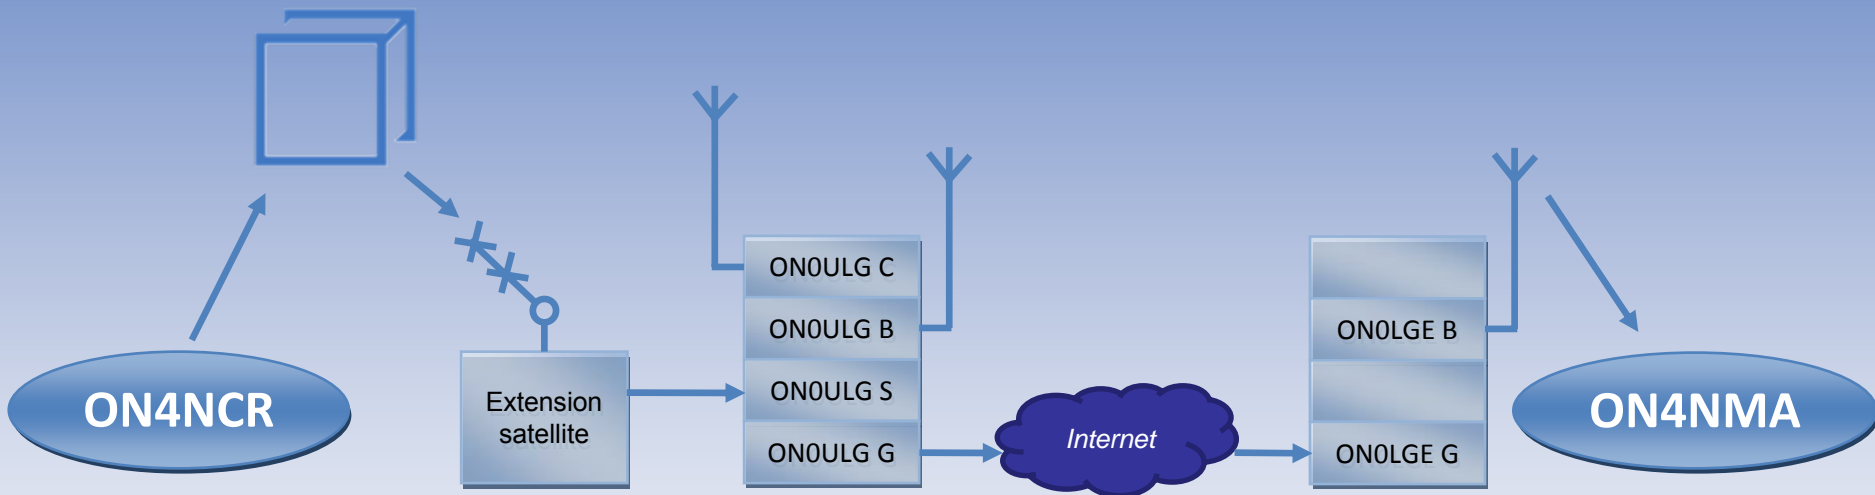 ON4NCR
Extension
satellite
ON0ULG C
ON0ULG B
ON0ULG S
ON0ULG G
Internet
ON0LGE B
ON0LGE G
ON4NMA